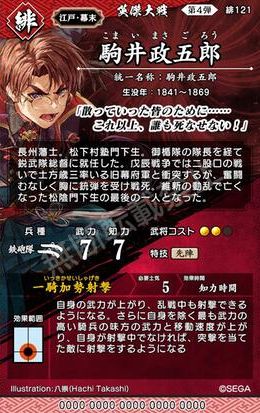 緋
江戸・幕末
英傑大戦
第4弾
緋121
こまい まさごろう
駒井政五郎
統一名称：駒井政五郎
生没年：1841～1869
「散っていった皆のために……
これ以上、誰も死なせない！」
長州藩士。松下村塾門下生。御楯隊の隊長を経て
鋭武隊総督に就任した。戊辰戦争では二股口の戦
いで土方歳三率いる旧幕府軍と衝突するが、奮闘
むなしく胸に銃弾を受け戦死。維新の動乱で亡く
なった松陰門下生の最後の一人となった。
兵種 武力 知力 武将コスト
鉄砲隊 7 7
特技 先陣
いっきかせいしゃげき
一騎加勢射撃
必要士気 5
効果時間 知力時間
効果範囲
自身の武力が上がり、乱戦中も射撃できる
ようになる。さらに自身を除く最も武力の
高い騎兵の味方の武力と移動速度が上が
り、自身が射撃中でなければ、突撃を当て
た敵に射撃をするようになる
Illustration:八景(Hachi Takashi)
©SEGA
0000-0000-0000-0000-0000